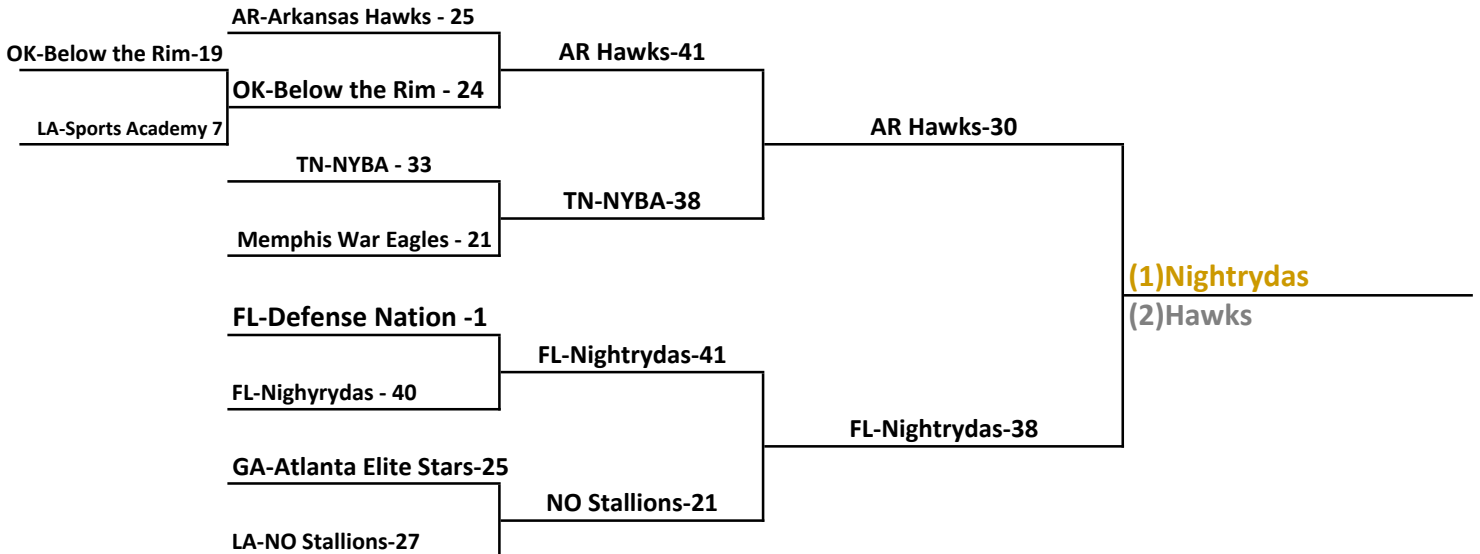 AR-Arkansas Hawks - 25
OK-Below the Rim-19
AR Hawks-41
OK-Below the Rim - 24
LA-Sports Academy 7
AR Hawks-30
TN-NYBA - 33
TN-NYBA-38
Memphis War Eagles - 21
(1)Nightrydas
(2)Hawks
FL-Defense Nation -1
FL-Nightrydas-41
FL-Nighyrydas - 40
FL-Nightrydas-38
GA-Atlanta Elite Stars-25
NO Stallions-21
LA-NO Stallions-27